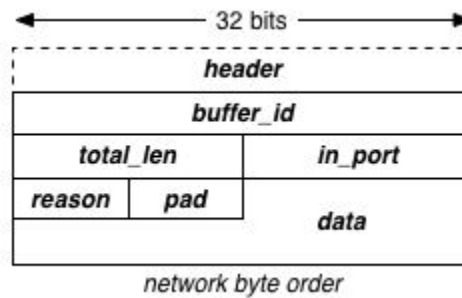 32 bits
header
buffer_id
total_len in_port
reason pad
data
network byte order